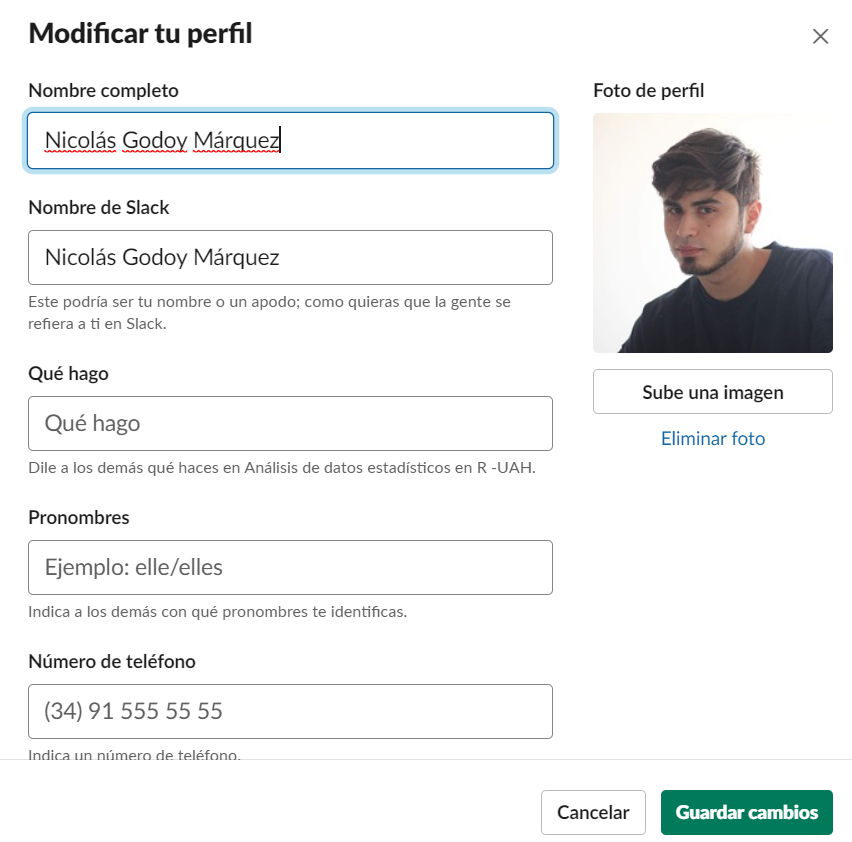 Modificar tu perfil
Nombre completo
Nicolás Godoy Márquez
Nombre de Slack
Nicolás Godoy Márquez
Este podría ser tu nombre o un apodo; como quieras que la gente se
refiera a ti en Slack.
Qué hago
Qué hago
Dile a los demás qué haces en Análisis de datos estadísticos en R -UAH.
Pronombres
Ejemplo: elle/elles
Indica a los demás con qué pronombres te identificas.
Número de teléfono
(34) 91 555 55 55
Indica un número de teléfono.
Foto de perfil
Sube una imagen
Eliminar foto
Cancelar
Guardar cambios